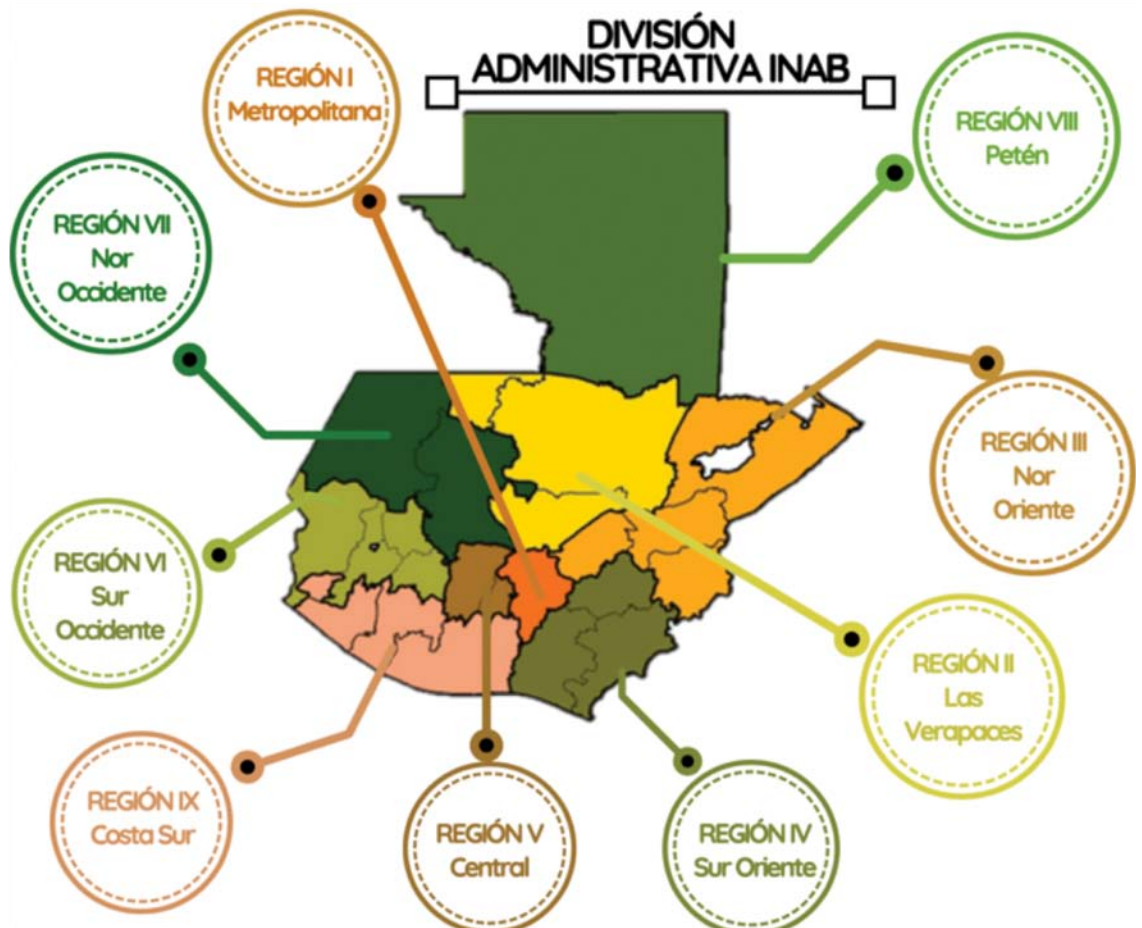 DIVISIÓN
ADMINISTRATIVA INAB
REGIÓN I
Metropolitana
REGIÓN VIII
Petén
REGIÓN VII
Nor
Occidente
REGIÓN III
Nor
Oriente
REGIÓN VI
Sur
Occidente
REGIÓN II
Las
Verapaces
REGIÓN IX
Costa Sur
REGIÓN V
Central
REGIÓN IV
Sur Oriente